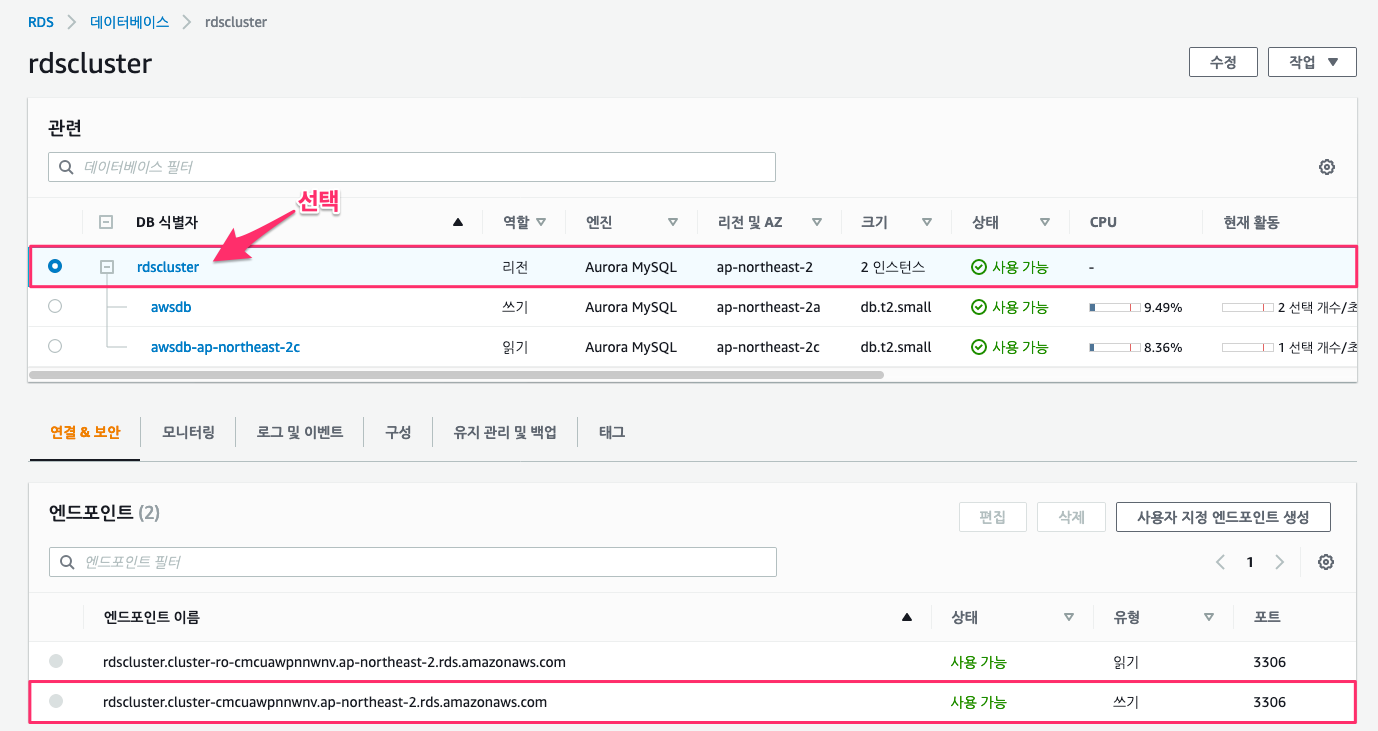 RDS > 데이터베이스 > rdscluster
rdscluster
수정 작업 ▼
관련
데이터베이스 필터
선택
DB 식별자 ▲ 역할 ▽ 엔진 ▽ 리전 및 AZ ▽ 크기 ▽ 상태 ▽ CPU 현재 활동
rdscluster 리전 Aurora MySQL ap-northeast-2 2 인스턴스 사용 가능 -
awsdb 쓰기 Aurora MySQL ap-northeast-2a db.t2.small 사용 가능 9.49% 2 선택 개수/초
awsdb-ap-northeast-2c 읽기 Aurora MySQL ap-northeast-2c db.t2.small 사용 가능 8.36% 1 선택 개수/초
연결 & 보안 모니터링 로그 및 이벤트 구성 유지 관리 및 백업 태그
엔드포인트 (2)
편집 삭제 사용자 지정 엔드포인트 생성
엔드포인트 필터
< 1 >
엔드포인트 이름 ▲ 상태 ▽ 유형 ▽ 포트
rdscluster.cluster-ro-cmcuawpnnwnv.ap-northeast-2.rds.amazonaws.com 사용 가능 읽기 3306
rdscluster.cluster-cmcuawpnnwnv.ap-northeast-2.rds.amazonaws.com 사용 가능 쓰기 3306